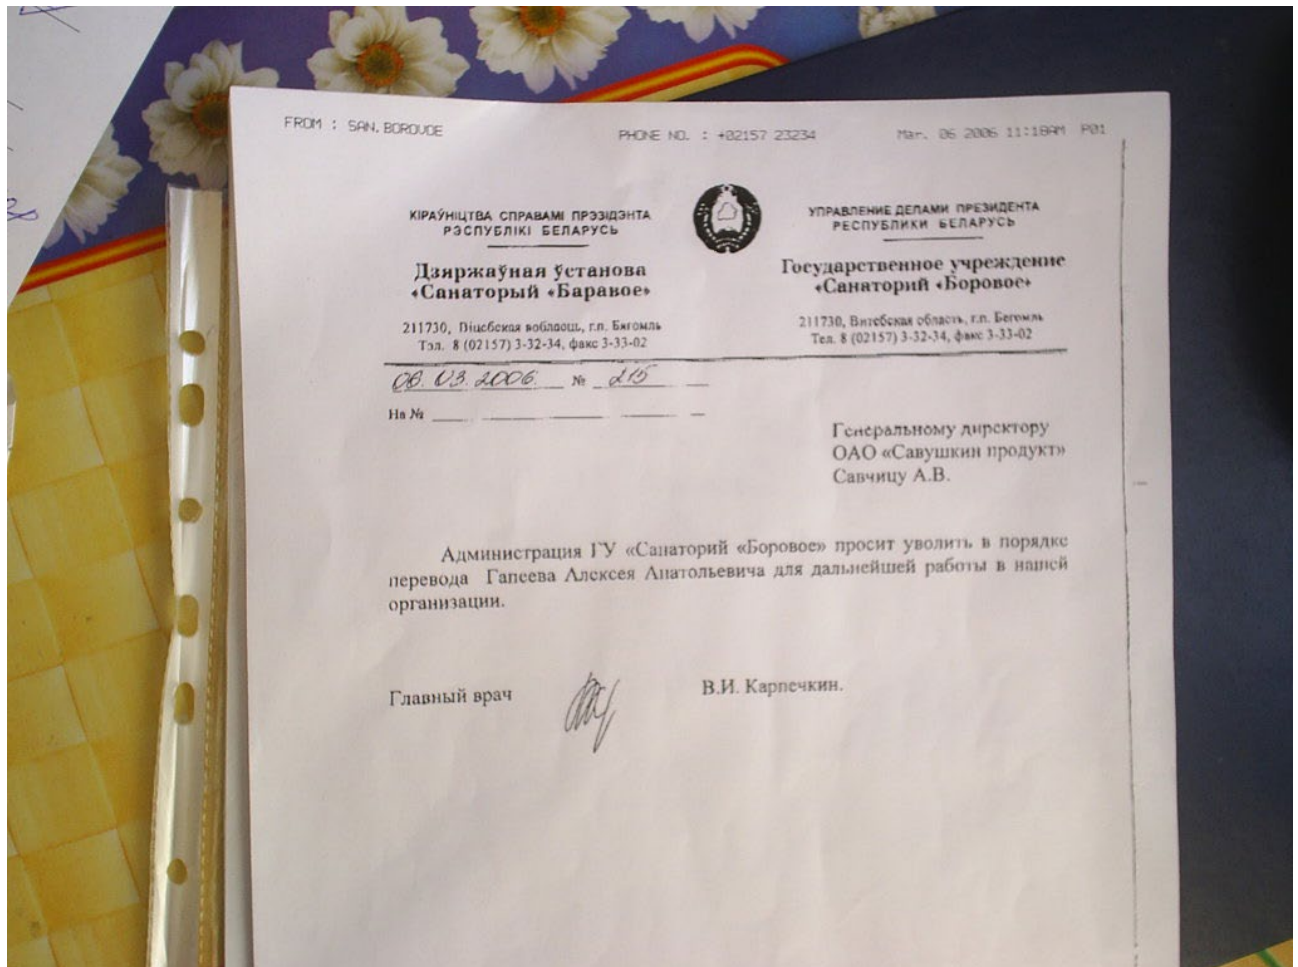 FROM : SAN.BOROVOE PHONE NO. : +02157 23234 Mar. 06 2006 11:18AM P01
КІРАЎНІЦТВА СПРАВАМІ ПРЭЗІДЭНТА
РЭСПУБЛІКІ БЕЛАРУСЬ
Дзяржаўная ўстанова
«Санаторый «Баравое»
211730, Віцебская вобласць, г.п. Бягомль
Тэл. 8 (02157) 3-32-34, факс 3-33-02
УПРАВЛЕНИЕ ДЕЛАМИ ПРЕЗИДЕНТА
РЕСПУБЛИКИ БЕЛАРУСЬ
Государственное учреждение
«Санаторий «Боровое»
211730, Витебская область, г.п. Бегомль
Тел. 8 (02157) 3-32-34, факс 3-33-02
06. 03. 2006. № 215
На №
Генеральному директору
ОАО «Савушкин продукт»
Савчицу А.В.
Администрация ГУ «Санаторий «Боровое» просит уволить в порядке
перевода Гапеева Алексея Анатольевича для дальнейшей работы в нашей
организации.
Главный врач В.И. Карпечкин.